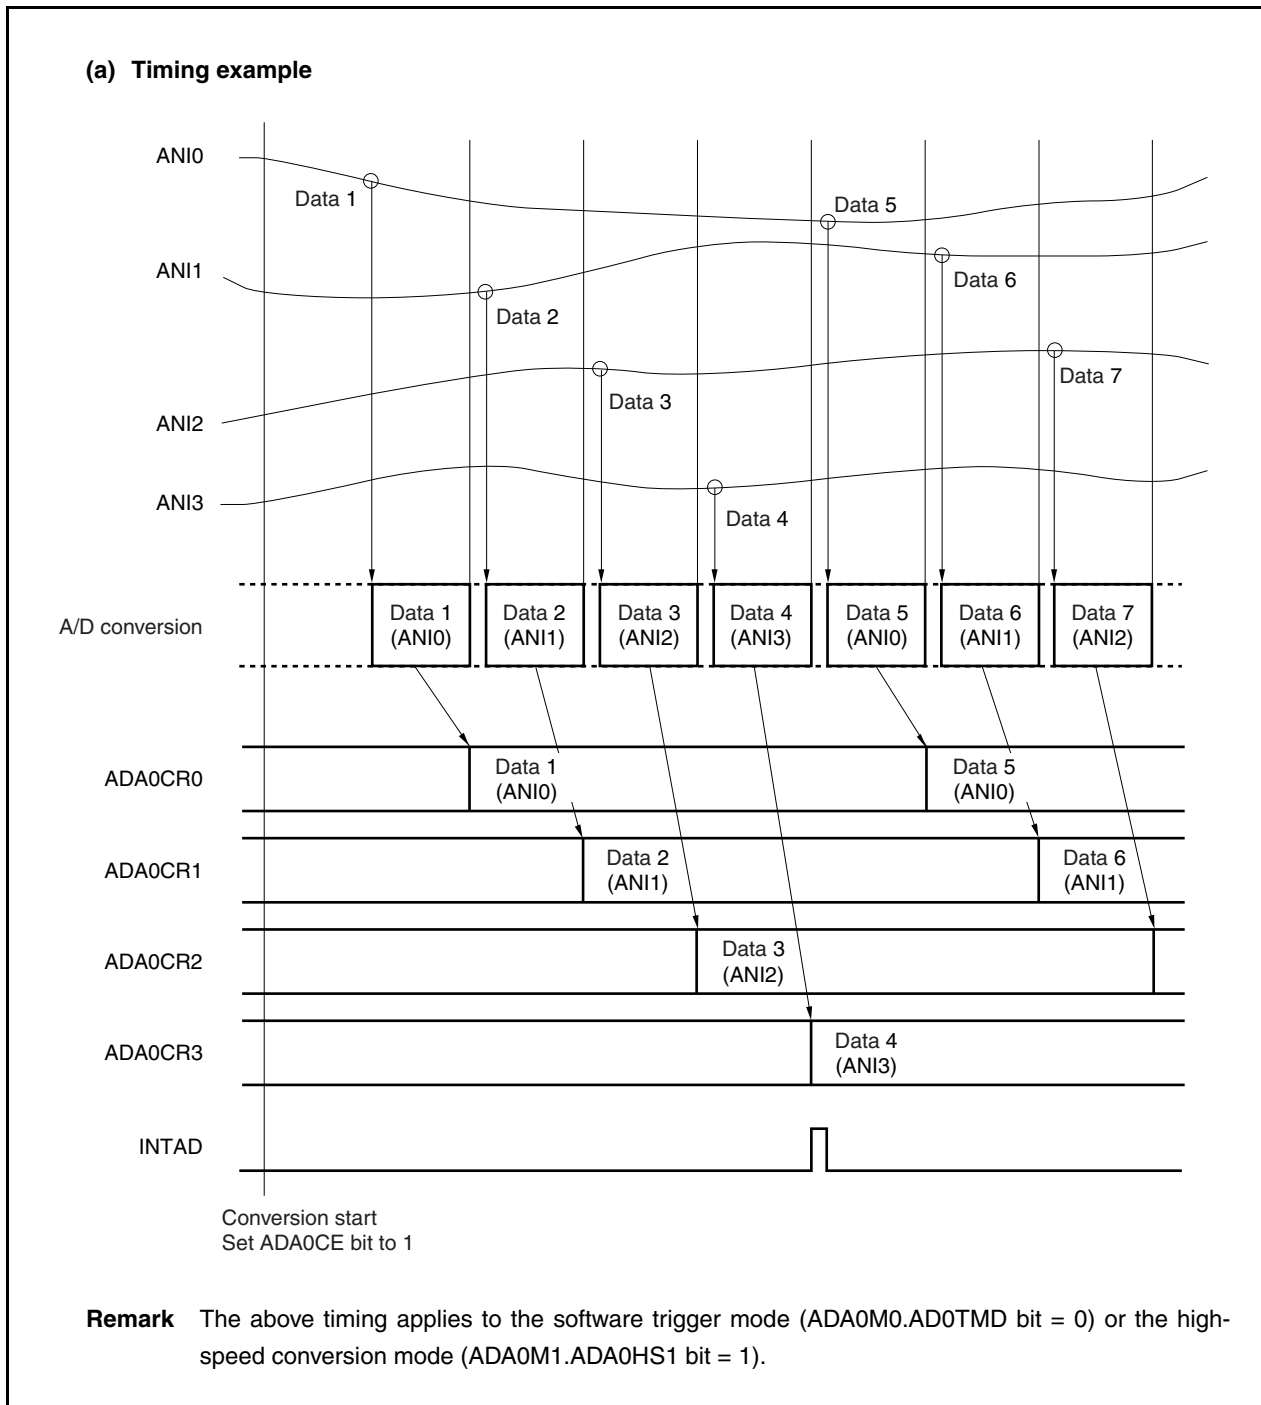 (a) Timing example
ANI0
Data 1
Data 5
ANI1
Data 2
Data 6
ANI2
Data 3
Data 7
ANI3
Data 4
A/D conversion
Data 1
(ANI0)
Data 2
(ANI1)
Data 3
(ANI2)
Data 4
(ANI3)
Data 5
(ANI0)
Data 6
(ANI1)
Data 7
(ANI2)
ADA0CR0
Data 1
(ANI0)
Data 5
(ANI0)
ADA0CR1
Data 2
(ANI1)
Data 6
(ANI1)
ADA0CR2
Data 3
(ANI2)
ADA0CR3
Data 4
(ANI3)
INTAD
Conversion start
Set ADA0CE bit to 1
Remark The above timing applies to the software trigger mode (ADA0M0.AD0TMD bit = 0) or the high-
speed conversion mode (ADA0M1.ADA0HS1 bit = 1).